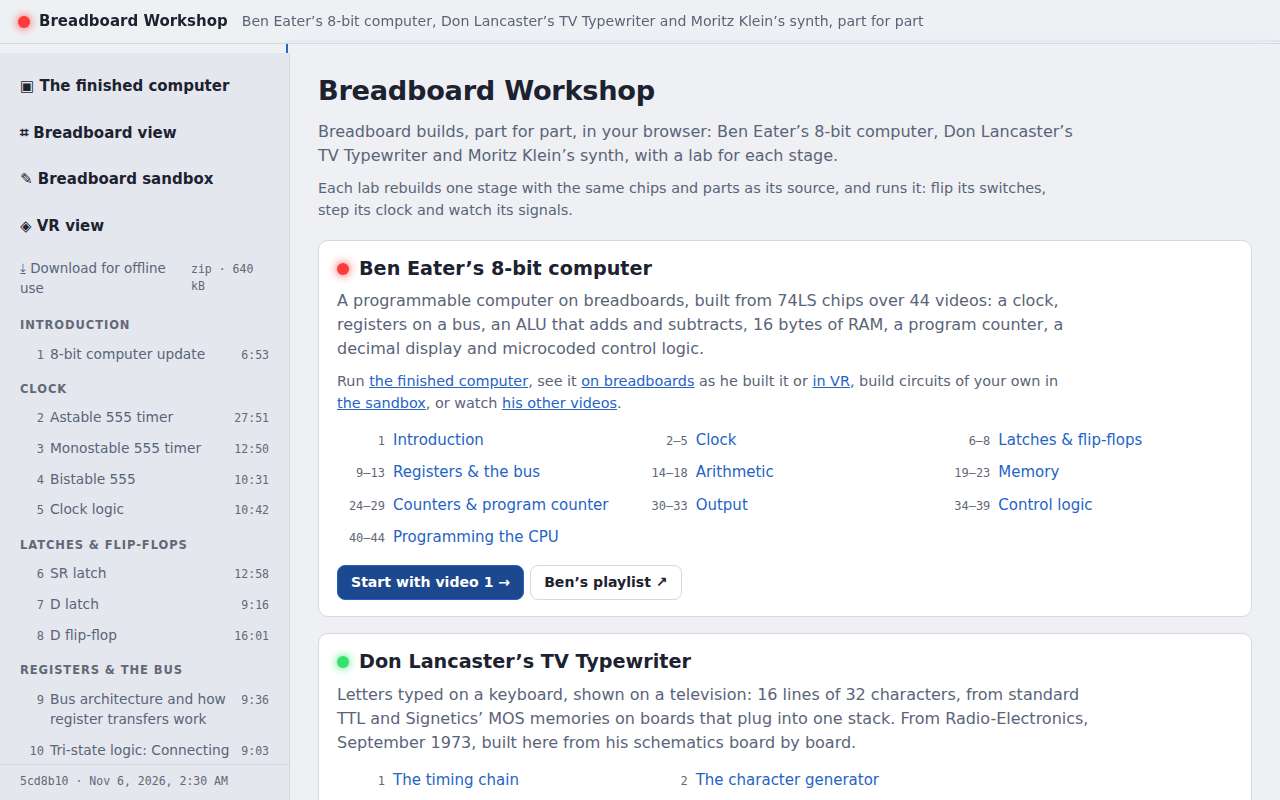 Breadboard Workshop Ben Eater’s 8-bit computer, Don Lancaster’s TV Typewriter and Moritz Klein’s synth, part for part
▣ The finished computer
⌗ Breadboard view
✎ Breadboard sandbox
◈ VR view
⤓ Download for offline use
zip · 640 kB
INTRODUCTION
1 8-bit computer update 6:53
CLOCK
2 Astable 555 timer 27:51
3 Monostable 555 timer 12:50
4 Bistable 555 10:31
5 Clock logic 10:42
LATCHES & FLIP-FLOPS
6 SR latch 12:58
7 D latch 9:16
8 D flip-flop 16:01
REGISTERS & THE BUS
9 Bus architecture and how 9:36
register transfers work
10 Tri-state logic: Connecting 9:03
5cd8b10 · Nov 6, 2026, 2:30 AM
Breadboard Workshop
Breadboard builds, part for part, in your browser: Ben Eater’s 8-bit computer, Don Lancaster’s
TV Typewriter and Moritz Klein’s synth, with a lab for each stage.
Each lab rebuilds one stage with the same chips and parts as its source, and runs it: flip its switches,
step its clock and watch its signals.
Ben Eater’s 8-bit computer
A programmable computer on breadboards, built from 74LS chips over 44 videos: a clock,
registers on a bus, an ALU that adds and subtracts, 16 bytes of RAM, a program counter, a
decimal display and microcoded control logic.
Run the finished computer, see it on breadboards as he built it or in VR, build circuits of your own in
the sandbox, or watch his other videos.
1 Introduction 2–5 Clock 6–8 Latches & flip-flops
9–13 Registers & the bus 14–18 Arithmetic 19–23 Memory
24–29 Counters & program counter 30–33 Output 34–39 Control logic
40–44 Programming the CPU
Start with video 1 → Ben’s playlist ↗
Don Lancaster’s TV Typewriter
Letters typed on a keyboard, shown on a television: 16 lines of 32 characters, from standard
TTL and Signetics’ MOS memories on boards that plug into one stack. From Radio-Electronics,
September 1973, built here from his schematics board by board.
1 The timing chain 2 The character generator